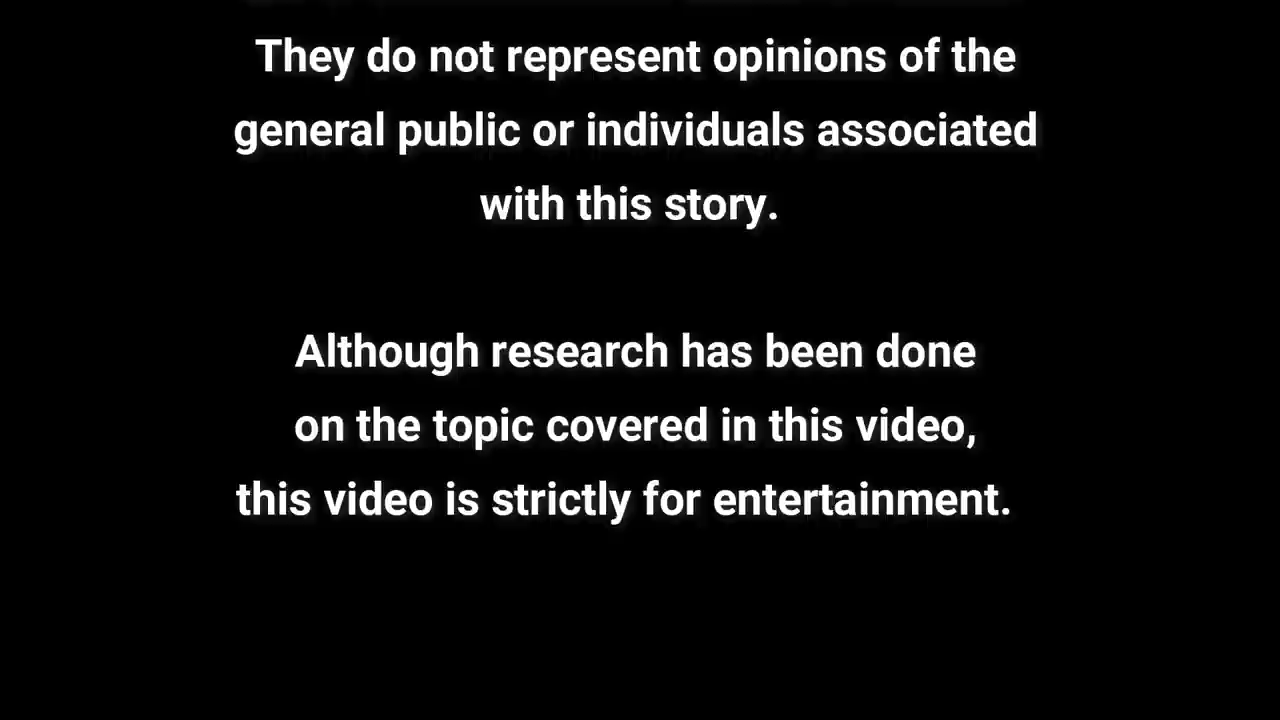 They do not represent opinions of the
general public or individuals associated
with this story.
Although research has been done
on the topic covered in this video,
this video is strictly for entertainment.